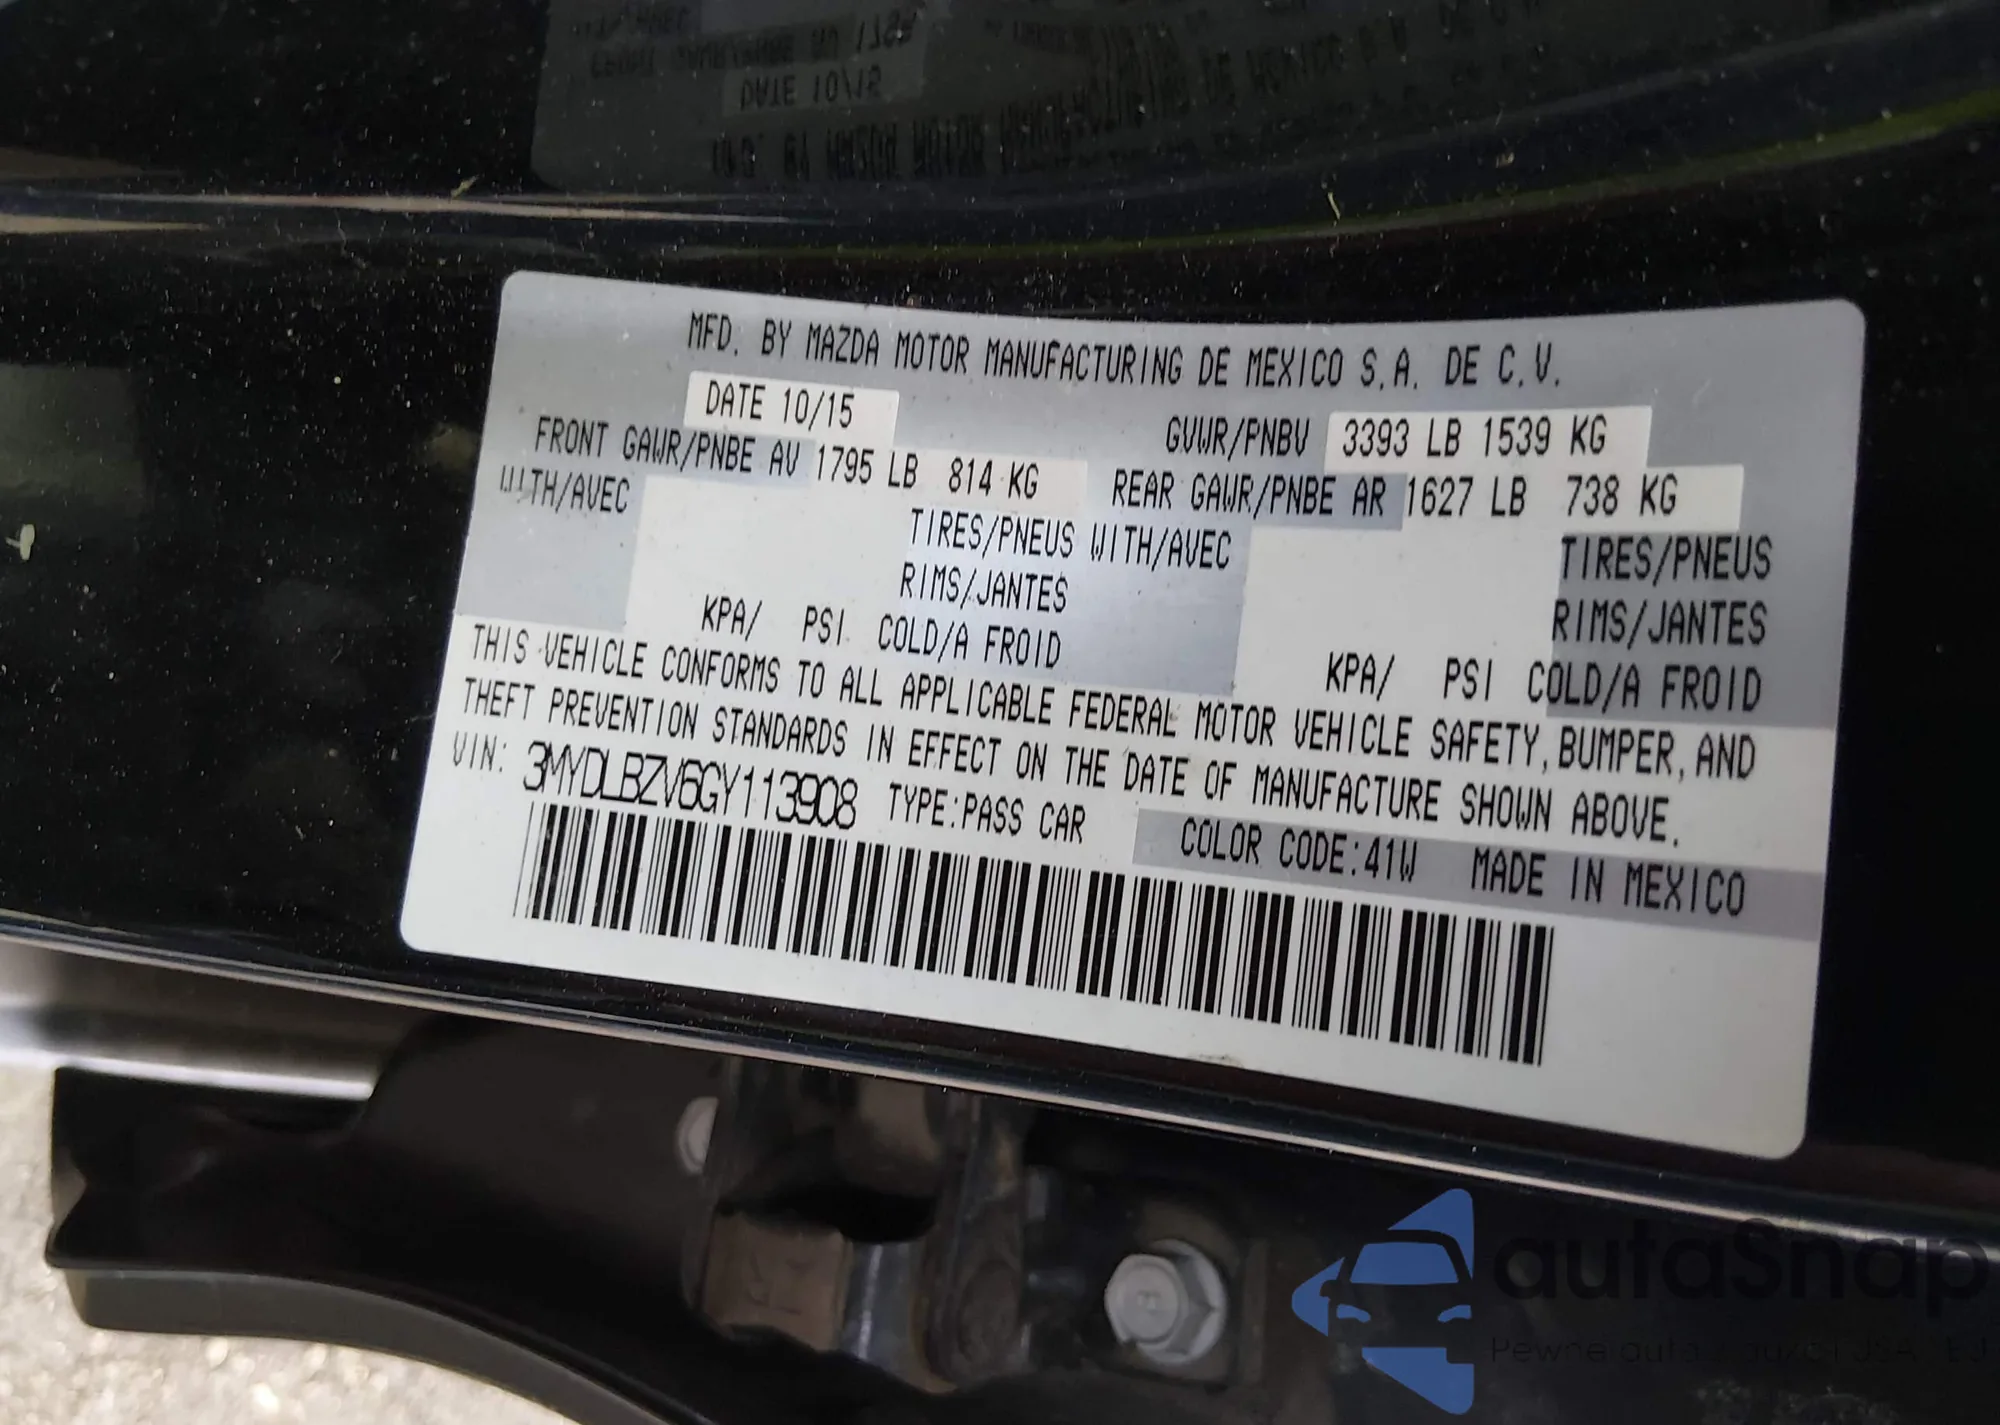 MFD. BY MAZDA MOTOR MANUFACTURING DE MEXICO S.A. DE C.V.
DATE 10/15 GVWR/PNBV 3393 LB 1539 KG
FRONT GAWR/PNBE AV 1795 LB 814 KG REAR GAWR/PNBE AR 1627 LB 738 KG
WITH/AVEC TIRES/PNEUS WITH/AVEC TIRES/PNEUS
RIMS/JANTES RIMS/JANTES
KPA/ PSI COLD/A FROID KPA/ PSI COLD/A FROID
THIS VEHICLE CONFORMS TO ALL APPLICABLE FEDERAL MOTOR VEHICLE SAFETY, BUMPER, AND
THEFT PREVENTION STANDARDS IN EFFECT ON THE DATE OF MANUFACTURE SHOWN ABOVE.
VIN: 3MYDLBZV6GY113908 TYPE:PASS CAR
COLOR CODE:41W MADE IN MEXICO
autaSnap
Pewne auta